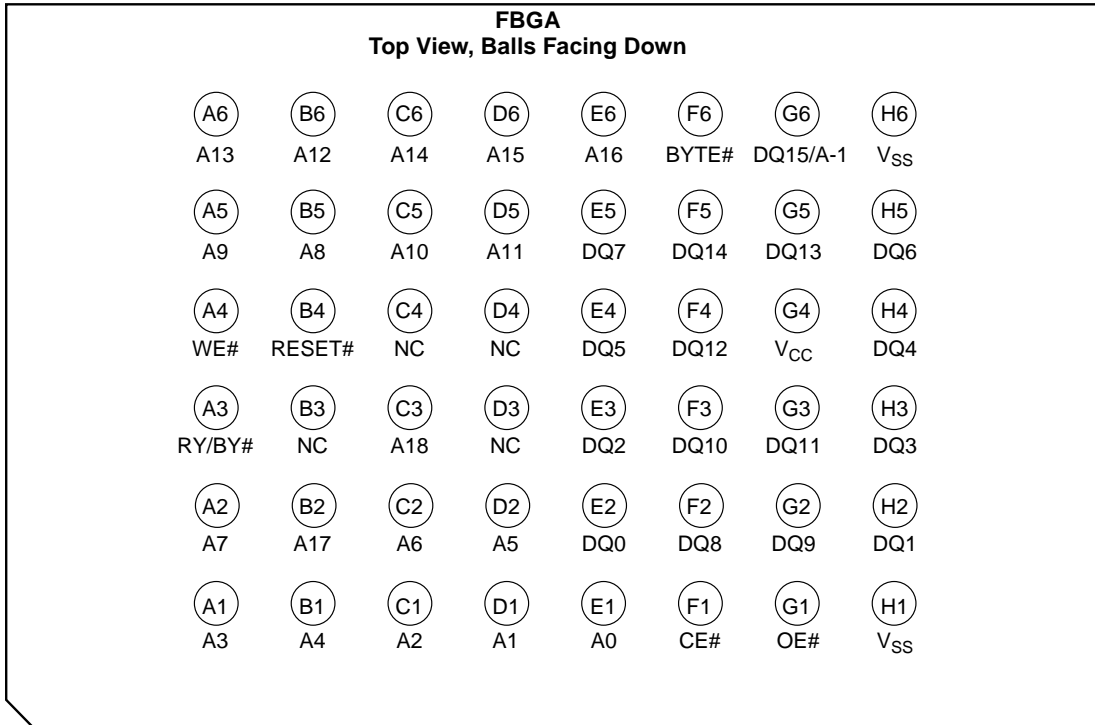 FBGA
Top View, Balls Facing Down
A6 B6 C6 D6 E6 F6 G6 H6
A13 A12 A14 A15 A16 BYTE# DQ15/A-1 VSS
A5 B5 C5 D5 E5 F5 G5 H5
A9 A8 A10 A11 DQ7 DQ14 DQ13 DQ6
A4 B4 C4 D4 E4 F4 G4 H4
WE# RESET# NC NC DQ5 DQ12 VCC DQ4
A3 B3 C3 D3 E3 F3 G3 H3
RY/BY# NC A18 NC DQ2 DQ10 DQ11 DQ3
A2 B2 C2 D2 E2 F2 G2 H2
A7 A17 A6 A5 DQ0 DQ8 DQ9 DQ1
A1 B1 C1 D1 E1 F1 G1 H1
A3 A4 A2 A1 A0 CE# OE# VSS